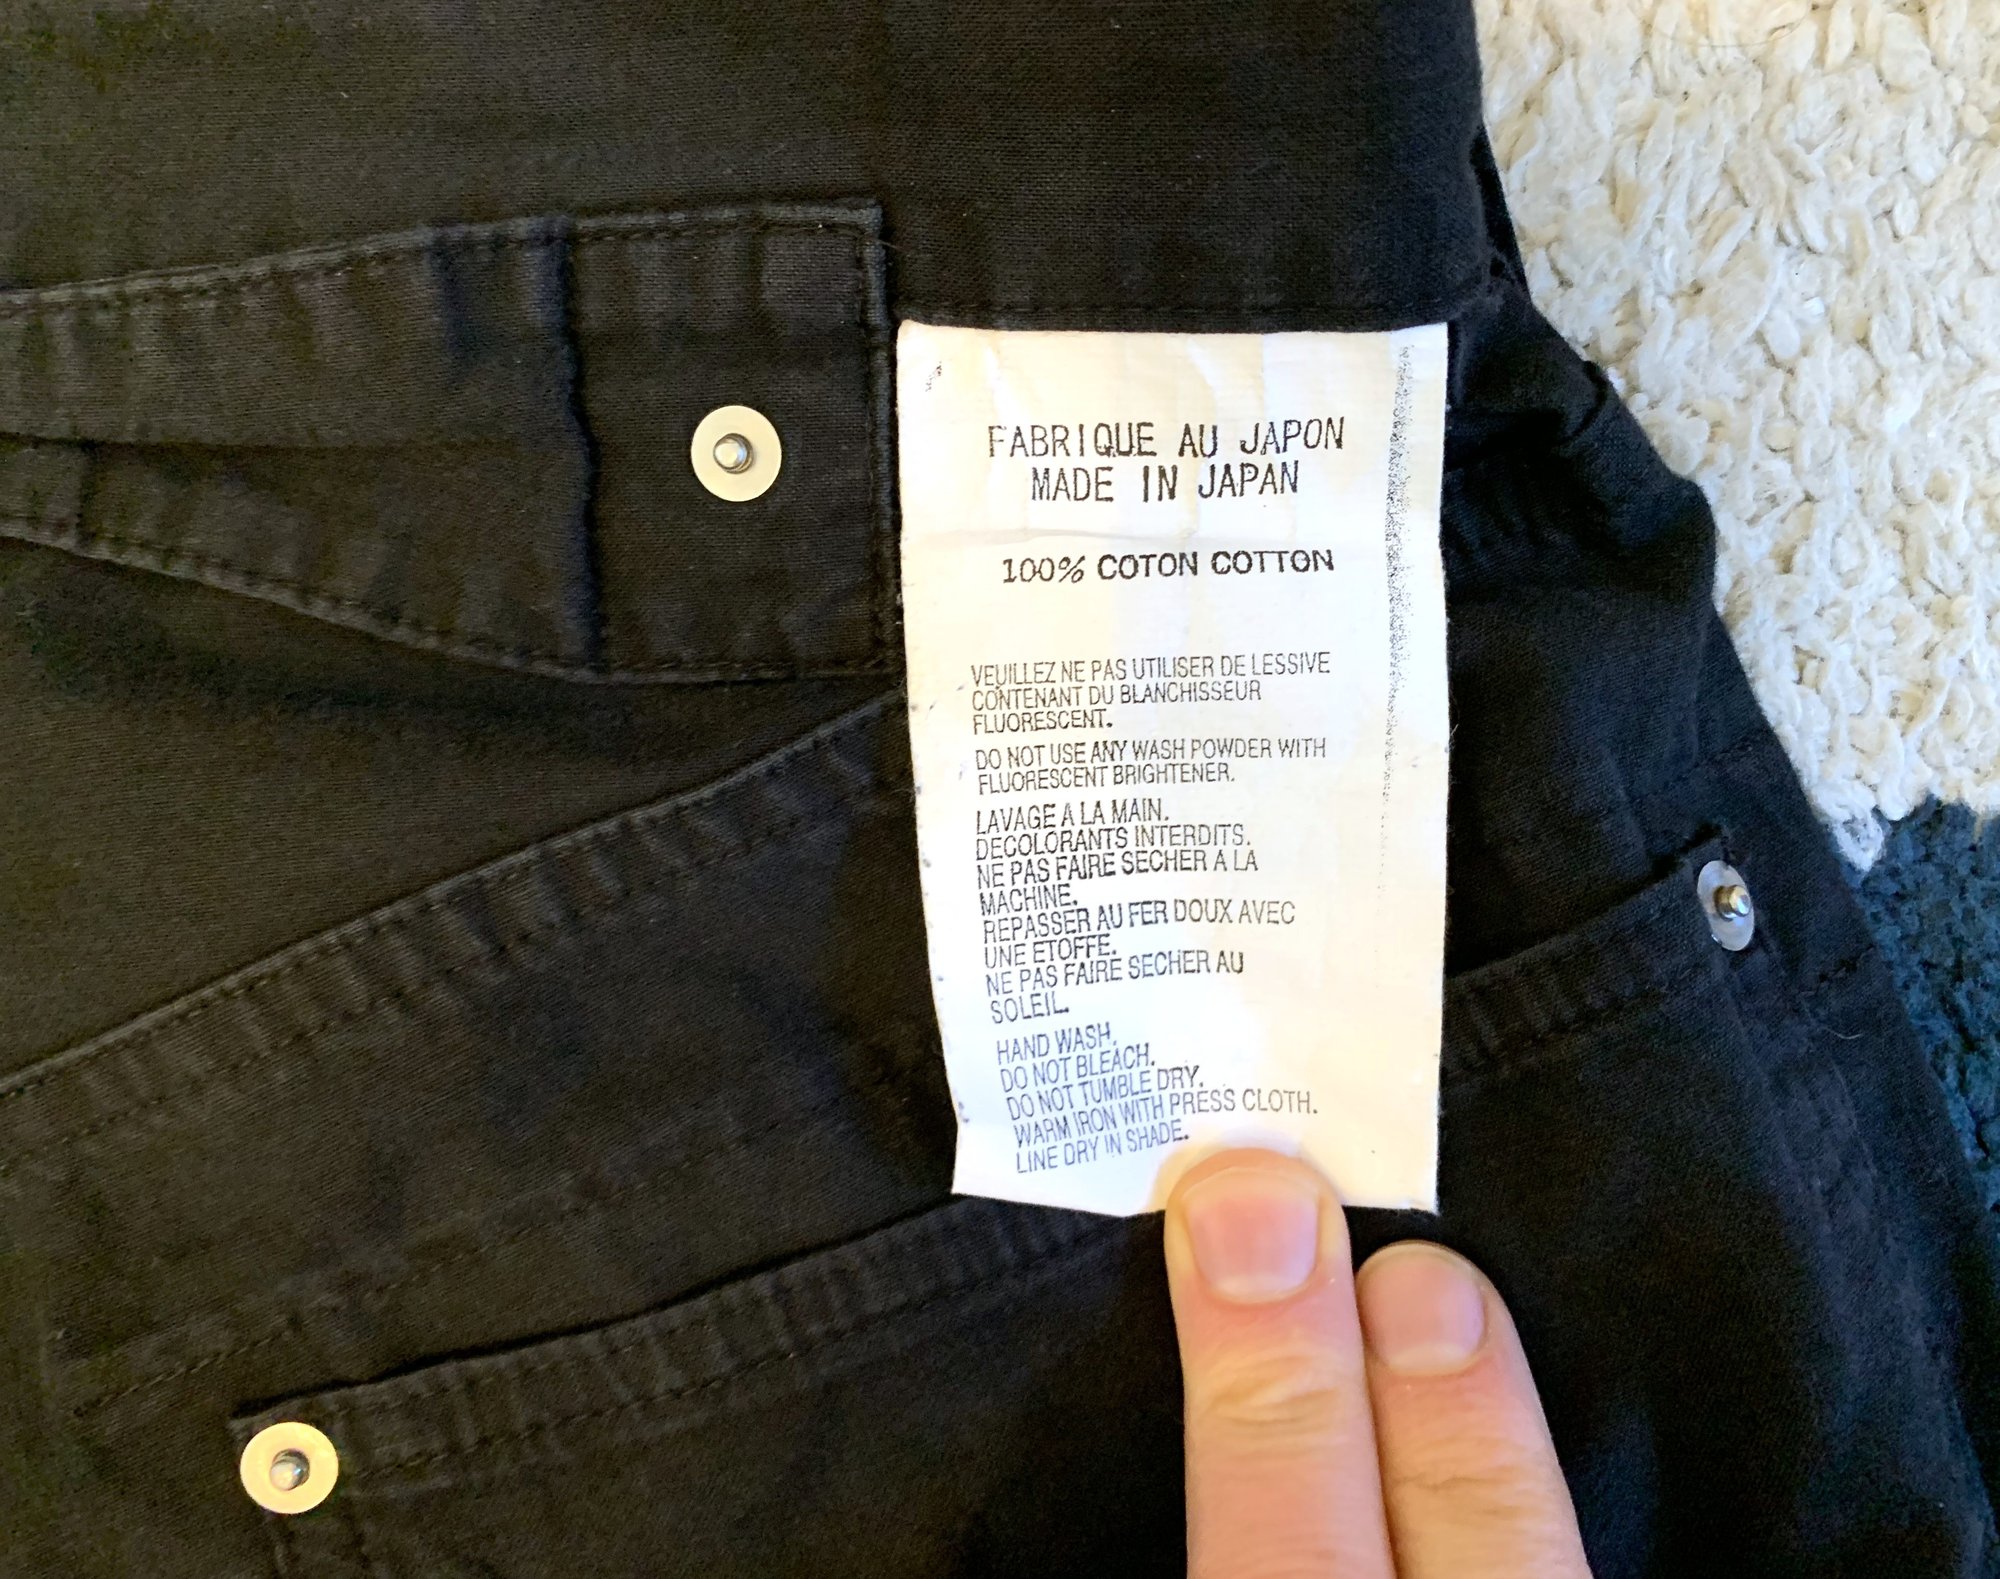 FABRIQUE AU JAPON
MADE IN JAPAN
100% COTON COTTON
VEUILLEZ NE PAS UTILISER DE LESSIVE
CONTENANT DU BLANCHISSEUR
FLUORESCENT.
DO NOT USE ANY WASH POWDER WITH
FLUORESCENT BRIGHTENER.
LAVAGE A LA MAIN.
DECOLORANTS INTERDITS.
NE PAS FAIRE SECHER A LA
MACHINE.
REPASSER AU FER DOUX AVEC
UNE ETOFFE.
NE PAS FAIRE SECHER AU
SOLEIL.
HAND WASH.
DO NOT BLEACH.
DO NOT TUMBLE DRY.
WARM IRON WITH PRESS CLOTH.
LINE DRY IN SHADE.